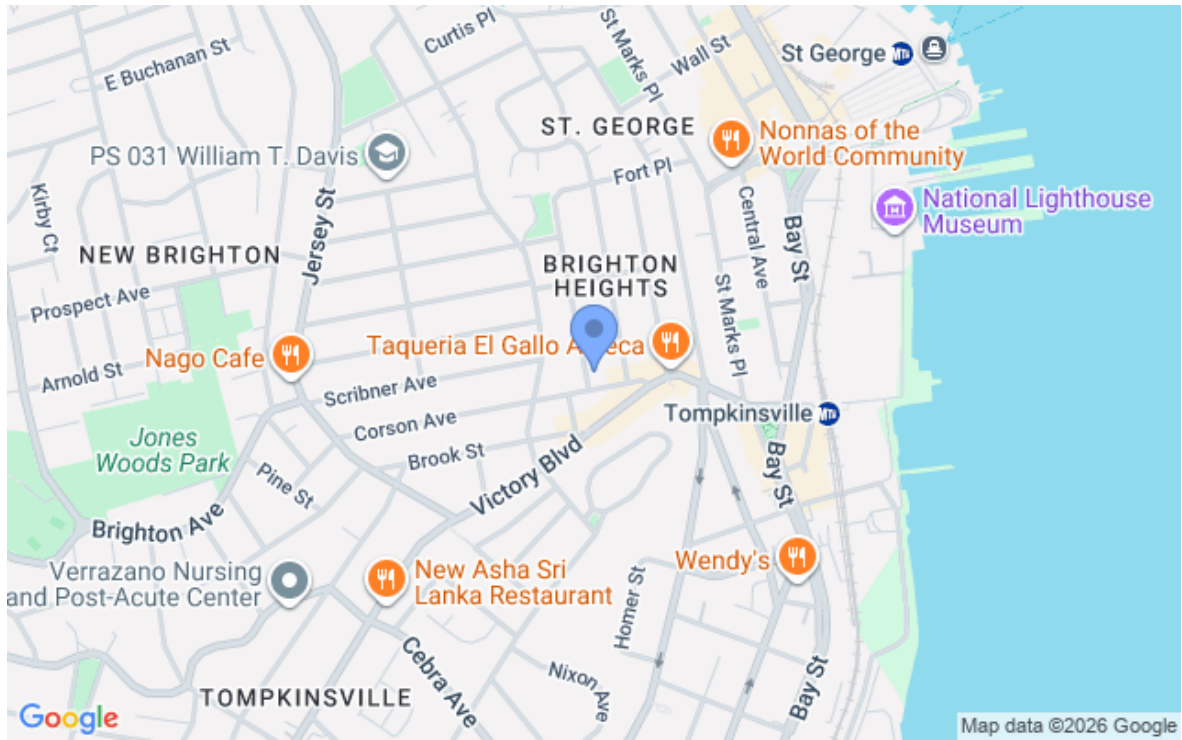 Curtis Pl
St Marks Pl
Wall St
St George
E Buchanan St
ST. GEORGE
Nonnas of the
World Community
PS 031 William T. Davis
Fort Pl
Kirby Ct
Jersey St
Central Ave
Bay St
National Lighthouse
Museum
NEW BRIGHTON
BRIGHTON
HEIGHTS
Prospect Ave
St Marks Pl
Nago Cafe
Taqueria El Gallo A eca
Arnold St
Scribner Ave
Corson Ave
Tompkinsville
Jones
Woods Park
Brook St
Victory Blvd
Bay St
Pine St
Brighton Ave
Wendy's
Verrazano Nursing
and Post-Acute Center
New Asha Sri
Lanka Restaurant
Homer St
Cebra Ave
Nixon Ave
Bay St
TOMPKINSVILLE
Google
Map data ©2026 Google